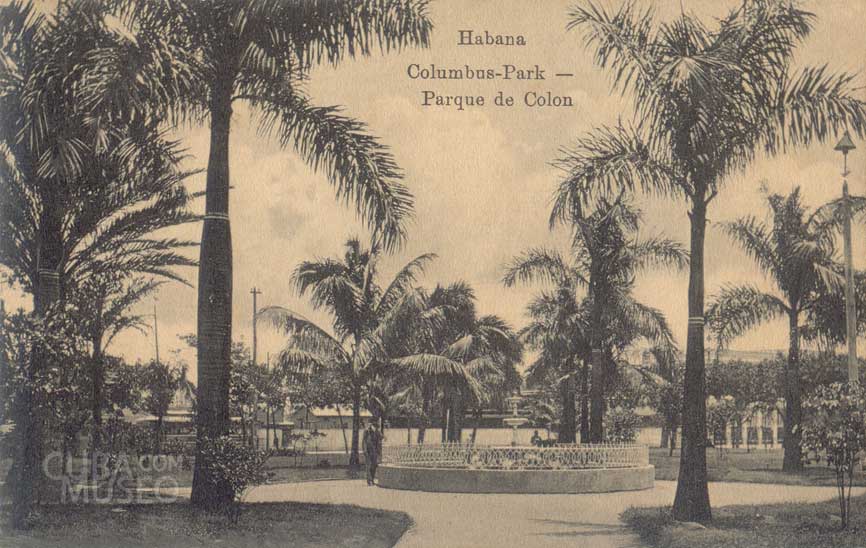 Habana
Columbus-Park —
Parque de Colon
CUBA.COM
MUSEO